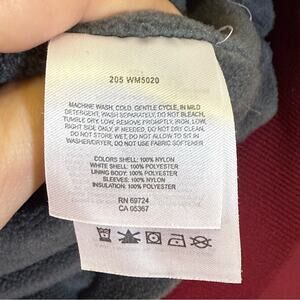 205 WM5020
MACHINE WASH, COLD, GENTLE CYCLE, IN MILD
DETERGENT, WASH SEPARATELY, DO NOT BLEACH,
TUMBLE DRY, LOW, REMOVE PROMPTLY, IRON, LOW,
RIGHT SIDE ONLY, IF NEEDED, DO NOT DRY CLEAN,
DO NOT STORE WET, DO NOT ALLOW TO SIT IN
WASHER/DRYER, DO NOT USE FABRIC SOFTENER
COLORS SHELL: 100% NYLON
WHITE SHELL: 100% POLYESTER
LINING BODY: 100% POLYESTER
SLEEVES: 100% NYLON
INSULATION: 100% POLYESTER
RN 69724
CA 05367